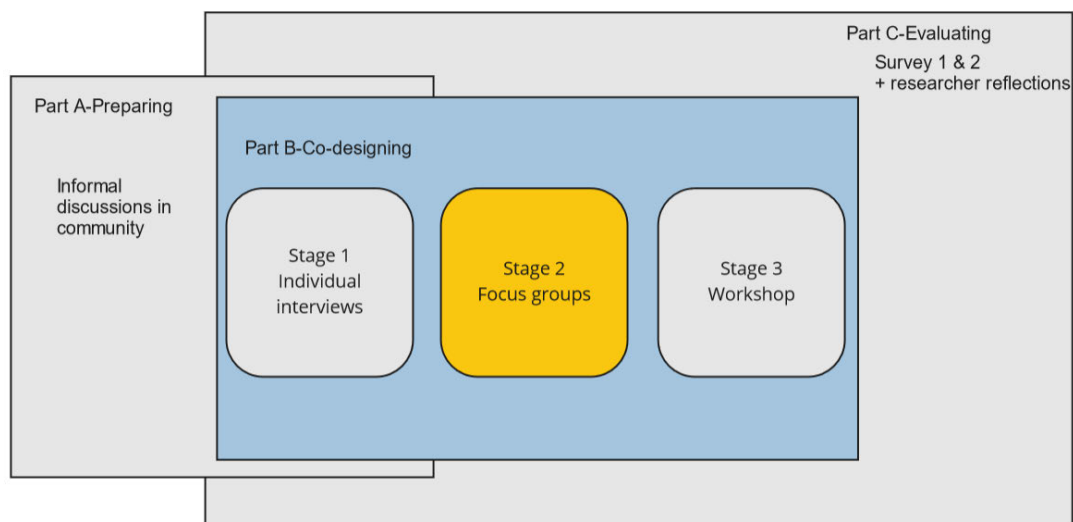 Part C-Evaluating
Survey 1 & 2
+ researcher reflections
Part A-Preparing
Informal
discussions in
community
Part B-Co-designing
Stage 1
Individual
interviews
Stage 2
Focus groups
Stage 3
Workshop